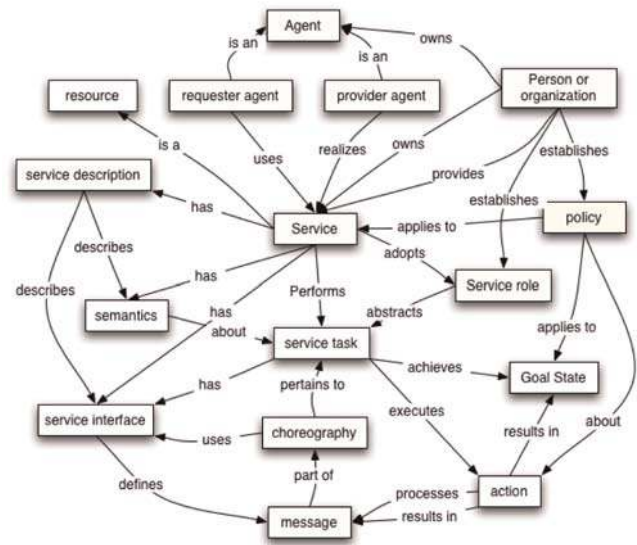 Agent
is an
is an
owns
resource
requester agent
provider agent
Person or
organization
is a
uses
realizes
owns
establishes
service description
has
provides
establishes
Service
applies to
policy
describes
adopts
describes
has
Service role
semantics
has
Performs
abstracts
about
service task
applies to
has
achieves
Goal State
pertains to
service interface
uses
choreography
executes
results in
about
defines
part of
processes
action
message
results in